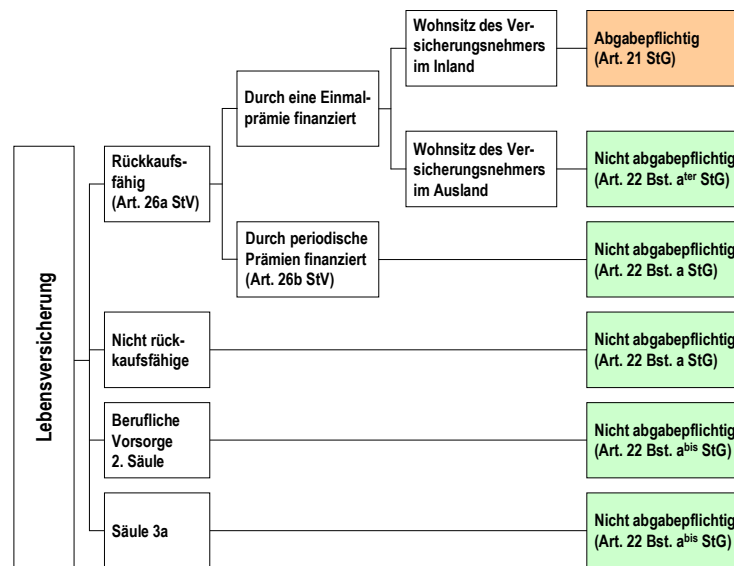 Lebensversicherung
Rückkaufs-
fähig
(Art. 26a StV)
Durch eine Einmal-
prämie finanziert
Wohnsitz des Ver-
sicherungsnehmers
im Inland
Abgabepflichtig
(Art. 21 StG)
Wohnsitz des Ver-
sicherungsnehmers
im Ausland
Nicht abgabepflichtig
(Art. 22 Bst. aᵗᵉʳ StG)
Durch periodische
Prämien finanziert
(Art. 26b StV)
Nicht abgabepflichtig
(Art. 22 Bst. a StG)
Nicht rück-
kaufsfähige
Nicht abgabepflichtig
(Art. 22 Bst. a StG)
Berufliche
Vorsorge
2. Säule
Nicht abgabepflichtig
(Art. 22 Bst. aᵇⁱˢ StG)
Säule 3a
Nicht abgabepflichtig
(Art. 22 Bst. aᵇⁱˢ StG)